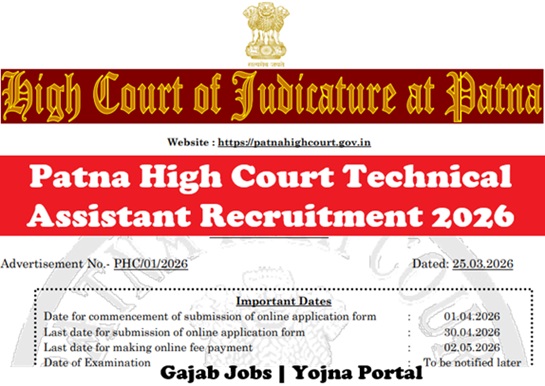 सत्यमेव जयते
High Court of Judicature at Patna
Website : https://patnahighcourt.gov.in
Patna High Court Technical
Assistant Recruitment 2026
Advertisement No.- PHC/01/2026 Dated: 25.03.2026
Important Dates
Date for commencement of submission of online application form : 01.04.2026
Last date for submission of online application form : 30.04.2026
Last date for making online fee payment : 02.05.2026
Date of Examination : To be notified later
Gajab Jobs | Yojna Portal